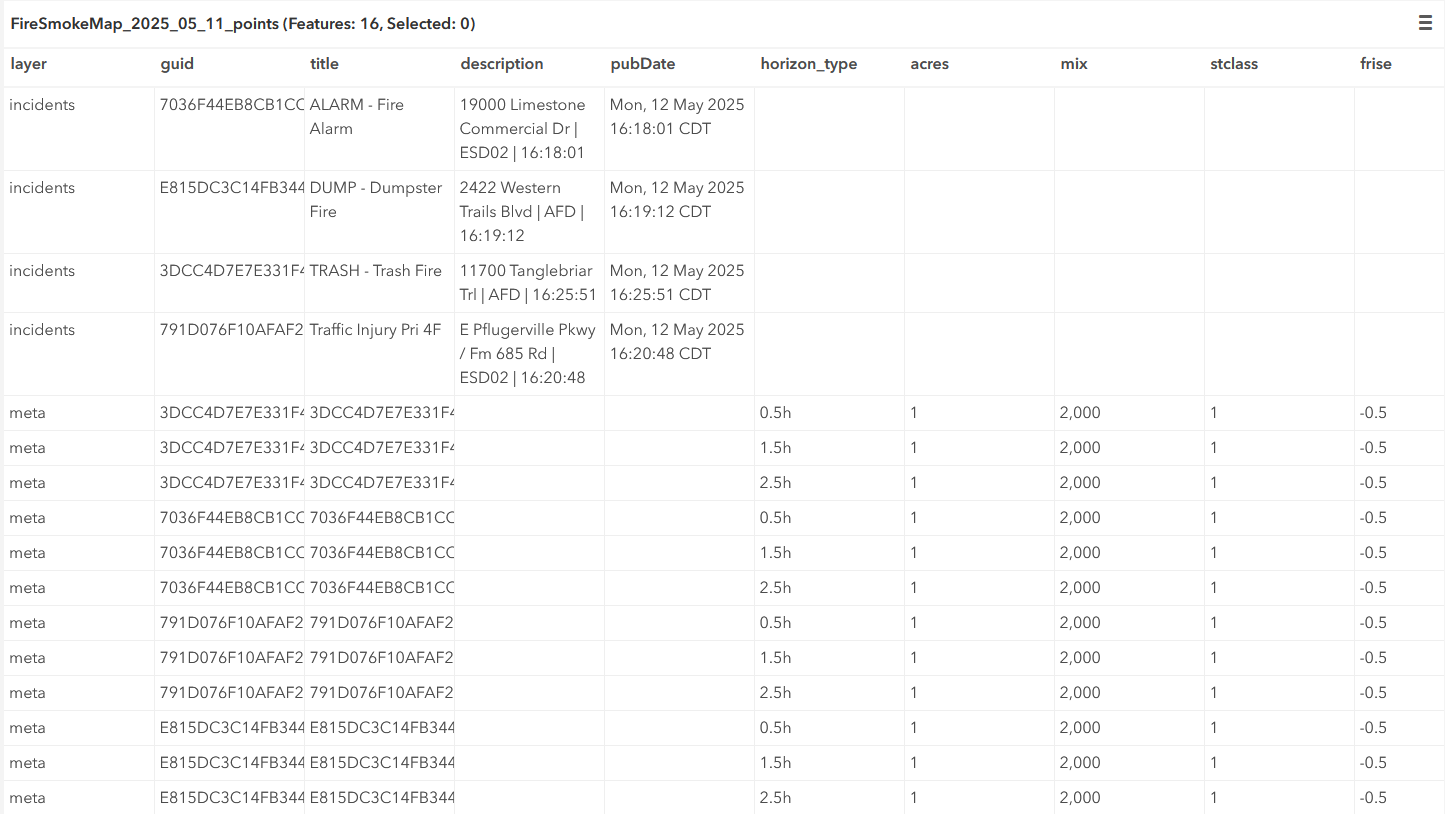 FireSmokeMap_2025_05_11_points (Features: 16, Selected: 0)
layer guid title description pubDate horizon_type acres mix stclass frise
incidents 7036F44EB8CB1CC ALARM - Fire Alarm 19000 Limestone Commercial Dr | ESD02 | 16:18:01 Mon, 12 May 2025 16:18:01 CDT
incidents E815DC3C14FB344 DUMP - Dumpster Fire 2422 Western Trails Blvd | AFD | 16:19:12 Mon, 12 May 2025 16:19:12 CDT
incidents 3DCC4D7E7E331F4 TRASH - Trash Fire 11700 Tanglebriar Trl | AFD | 16:25:51 Mon, 12 May 2025 16:25:51 CDT
incidents 791D076F10AFAF2 Traffic Injury Pri 4F E Pflugerville Pkwy / Fm 685 Rd | ESD02 | 16:20:48 Mon, 12 May 2025 16:20:48 CDT
meta 3DCC4D7E7E331F4 3DCC4D7E7E331F4 0.5h 1 2,000 1 -0.5
meta 3DCC4D7E7E331F4 3DCC4D7E7E331F4 1.5h 1 2,000 1 -0.5
meta 3DCC4D7E7E331F4 3DCC4D7E7E331F4 2.5h 1 2,000 1 -0.5
meta 7036F44EB8CB1CC 7036F44EB8CB1CC 0.5h 1 2,000 1 -0.5
meta 7036F44EB8CB1CC 7036F44EB8CB1CC 1.5h 1 2,000 1 -0.5
meta 7036F44EB8CB1CC 7036F44EB8CB1CC 2.5h 1 2,000 1 -0.5
meta 791D076F10AFAF2 791D076F10AFAF2 0.5h 1 2,000 1 -0.5
meta 791D076F10AFAF2 791D076F10AFAF2 1.5h 1 2,000 1 -0.5
meta 791D076F10AFAF2 791D076F10AFAF2 2.5h 1 2,000 1 -0.5
meta E815DC3C14FB344 E815DC3C14FB344 0.5h 1 2,000 1 -0.5
meta E815DC3C14FB344 E815DC3C14FB344 1.5h 1 2,000 1 -0.5
meta E815DC3C14FB344 E815DC3C14FB344 2.5h 1 2,000 1 -0.5